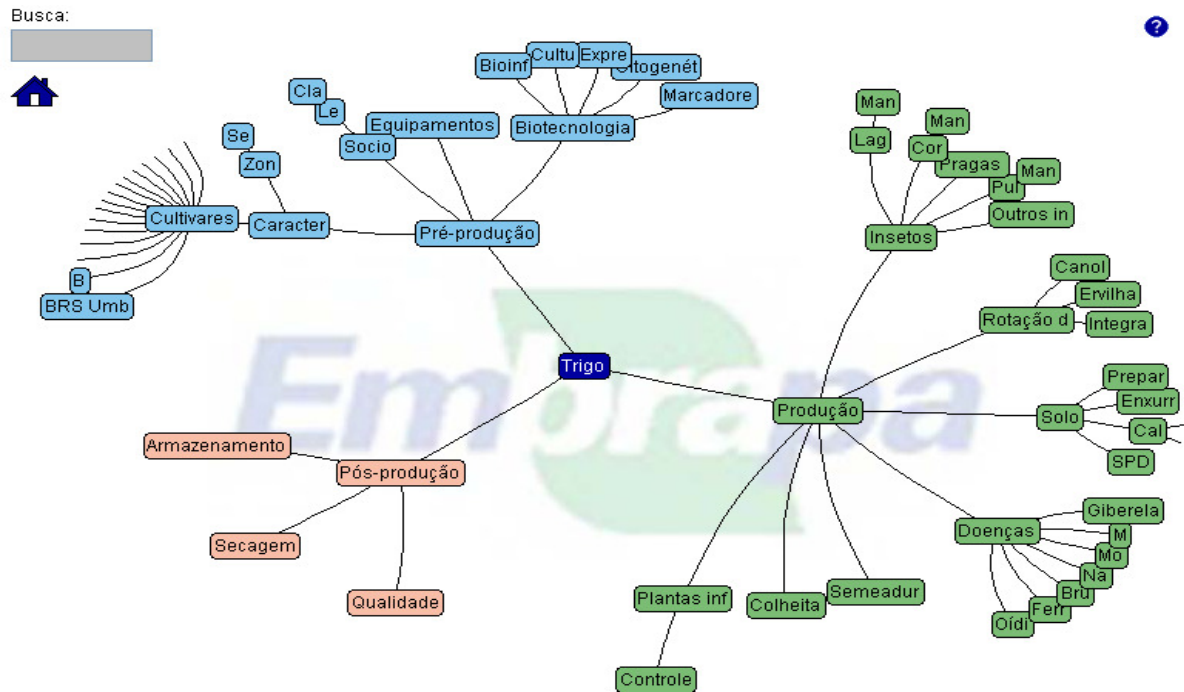 Busca:
Bioinf
Cultu
Expre
Citogenét
Marcadore
Biotecnologia
Cla
Le
Socio
Equipamentos
Se
Zon
Cultivares
Caracter
Pré-produção
B
BRS Umb
Man
Lag
Man
Cor
Pragas
Pul
Man
Outros in
Insetos
Canol
Ervilha
Rotação d
Integra
Trigo
Embrapa
Produção
Prepar
Enxurr
Solo
Cal
SPD
Armazenamento
Pós-produção
Secagem
Qualidade
Giberela
Doenças
M
Mo
Na
Bru
Ferr
Oídi
Plantas inf
Colheita
Semeadur
Controle
?